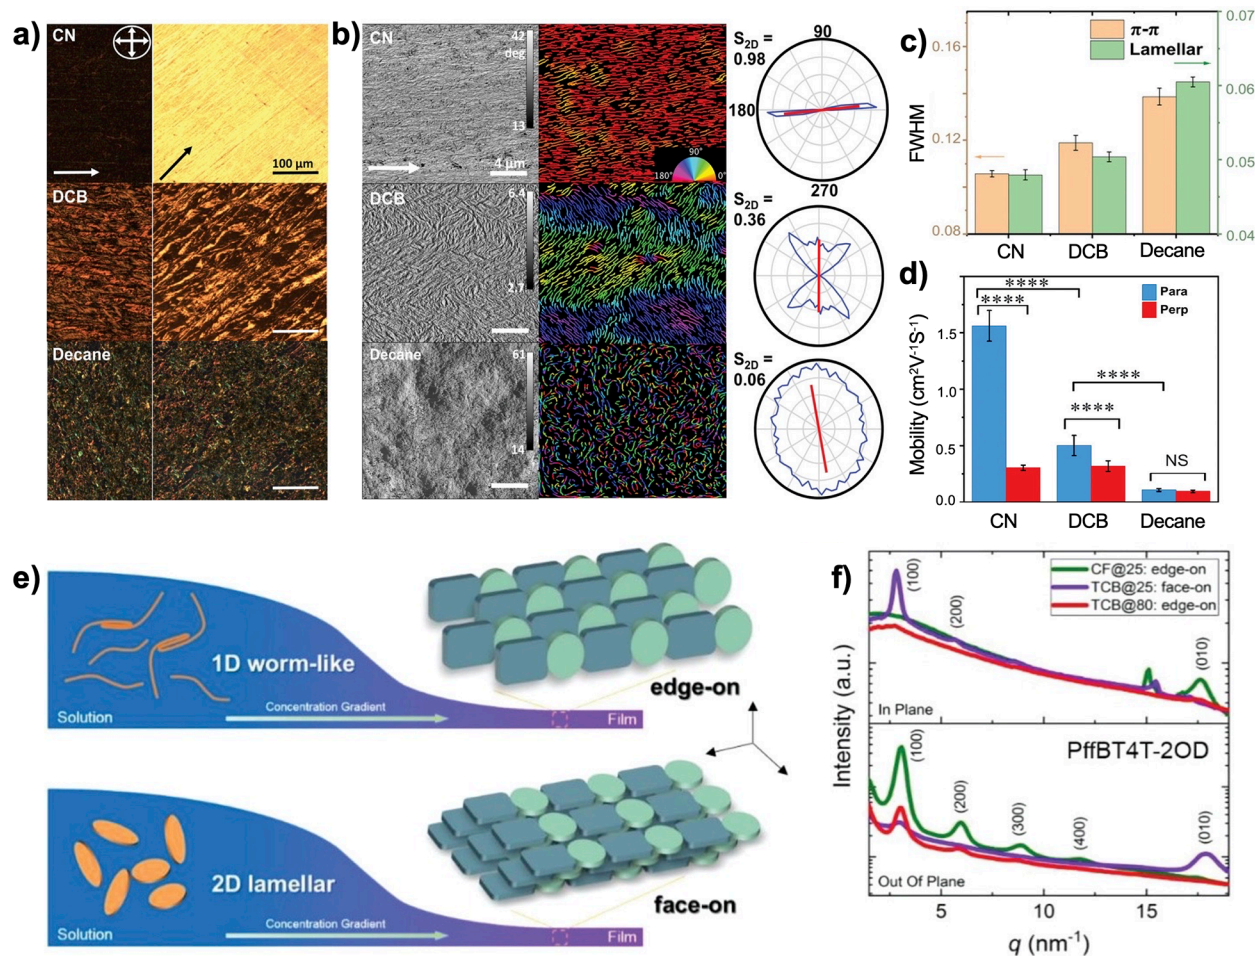 a)
CN
100 µm
DCB
Decane
b)
CN
42
deg
13
4 µm
90°
180°
0°
DCB
6.4
2.7
Decane
61
14
S2D =
0.98
90
180
270
S2D =
0.36
S2D =
0.06
c)
π-π
Lamellar
FWHM
0.16
0.12
0.08
0.07
0.06
0.05
0.04
CN DCB Decane
d)
Para
Perp
****
****
****
****
NS
Mobility (cm2V-1S-1)
1.5
1.0
0.5
0.0
CN DCB Decane
e)
1D worm-like
edge-on
Solution
Concentration Gradient
Film
2D lamellar
face-on
Solution
Concentration Gradient
Film
f)
CF@25: edge-on
TCB@25: face-on
TCB@80: edge-on
(100)
(200)
(010)
In Plane
PffBT4T-2OD
(100)
(200)
(300)
(400)
(010)
Out Of Plane
Intensity (a.u.)
5 10 15
q (nm-1)